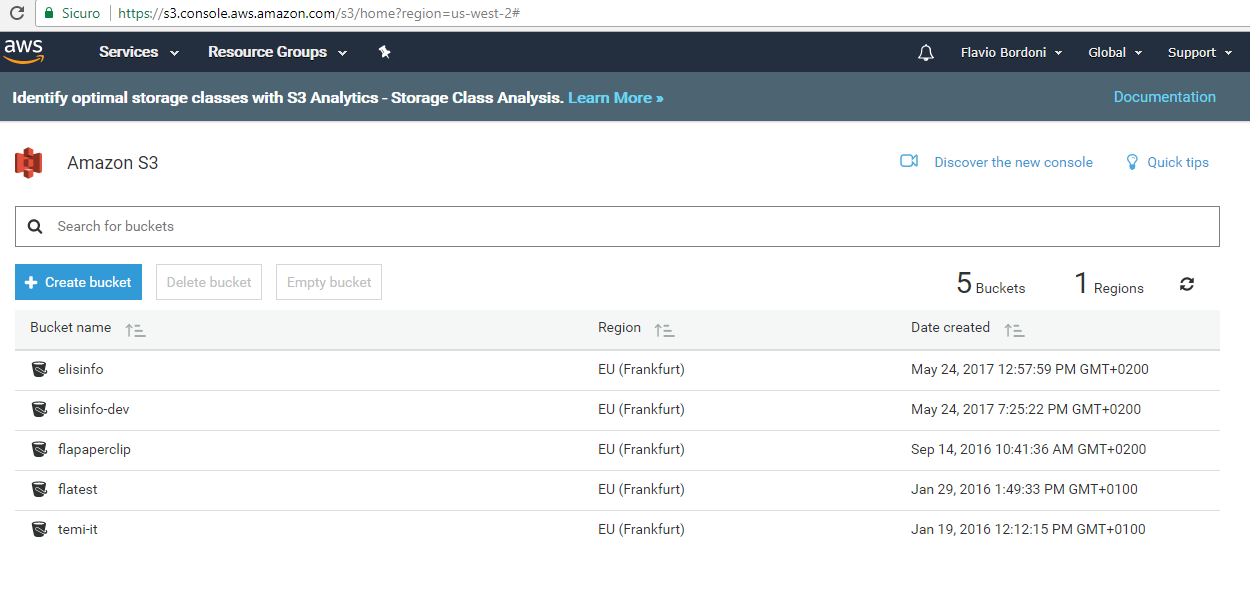 Sicuro https://s3.console.aws.amazon.com/s3/home?region=us-west-2#
aws Services Resource Groups Flavio Bordoni Global Support
Identify optimal storage classes with S3 Analytics - Storage Class Analysis. Learn More » Documentation
Amazon S3 Discover the new console Quick tips
Search for buckets
+ Create bucket Delete bucket Empty bucket 5 Buckets 1 Regions
Bucket name Region Date created
elisinfo EU (Frankfurt) May 24, 2017 12:57:59 PM GMT+0200
elisinfo-dev EU (Frankfurt) May 24, 2017 7:25:22 PM GMT+0200
flapaperclip EU (Frankfurt) Sep 14, 2016 10:41:36 AM GMT+0200
flatest EU (Frankfurt) Jan 29, 2016 1:49:33 PM GMT+0100
temi-it EU (Frankfurt) Jan 19, 2016 12:12:15 PM GMT+0100